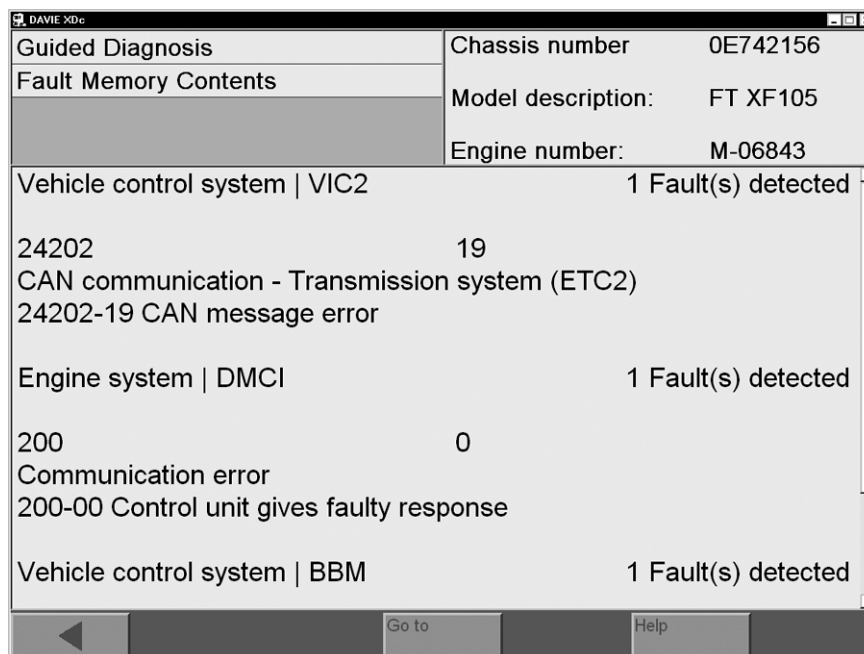 DAVIE XDc
Guided Diagnosis
Fault Memory Contents
Chassis number 0E742156
Model description: FT XF105
Engine number: M-06843
Vehicle control system | VIC2 1 Fault(s) detected
24202 19
CAN communication - Transmission system (ETC2)
24202-19 CAN message error
Engine system | DMCI 1 Fault(s) detected
200 0
Communication error
200-00 Control unit gives faulty response
Vehicle control system | BBM 1 Fault(s) detected
Go to
Help